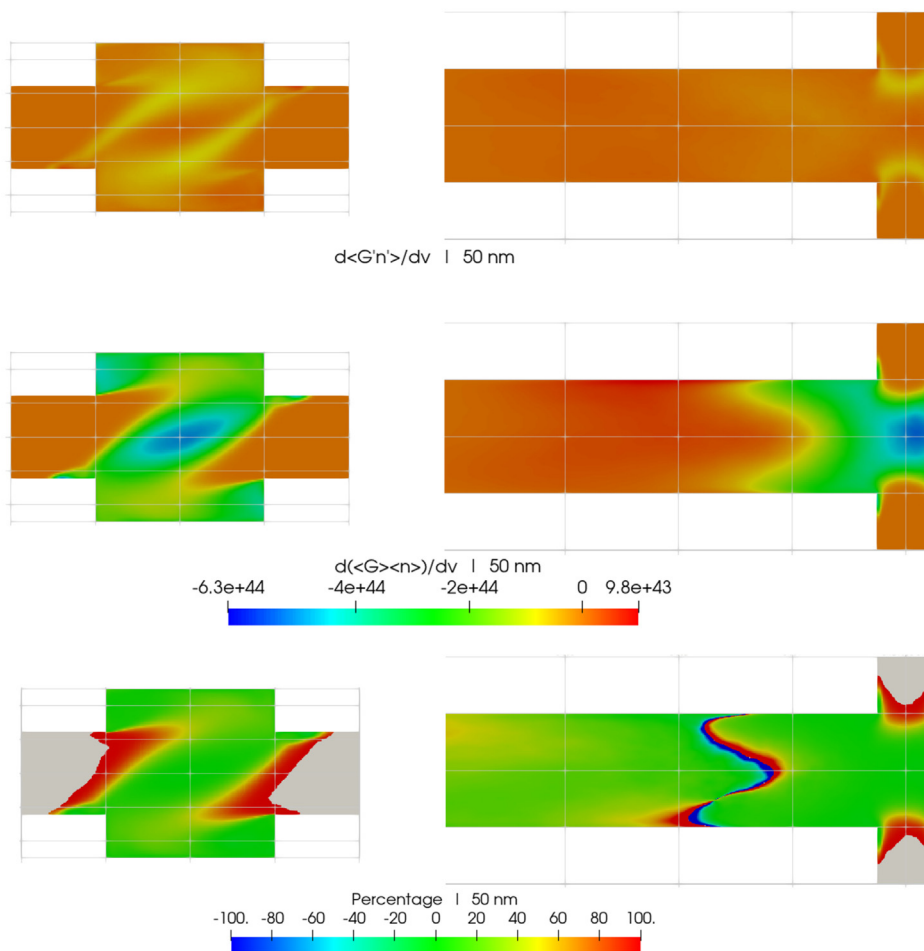 d<G'n'>/dv | 50 nm
d(<G><n>)/dv | 50 nm
-6.3e+44 -4e+44 -2e+44 0 9.8e+43
Percentage | 50 nm
-100. -80 -60 -40 -20 0 20 40 60 80 100.